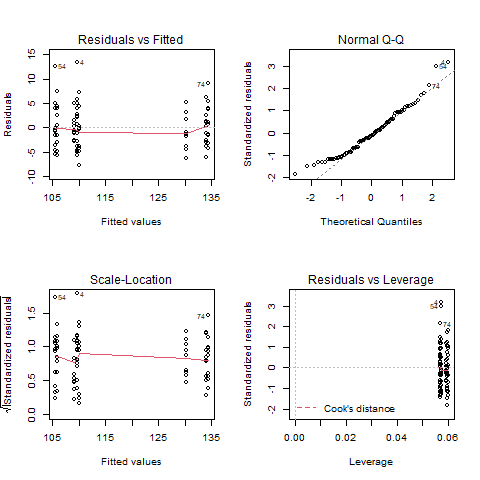 Residuals vs Fitted
Residuals
-10 -5 0 5 10 15
54
4
74
105 115 125 135
Fitted values
Normal Q-Q
Standardized residuals
-2 -1 0 1 2 3
4
54
74
-2 -1 0 1 2
Theoretical Quantiles
Scale-Location
√|Standardized residuals|
0.0 0.5 1.0 1.5
54
4
74
105 115 125 135
Fitted values
Residuals vs Leverage
Standardized residuals
-2 -1 0 1 2 3
4
54
74
Cook's distance
0.00 0.02 0.04 0.06
Leverage